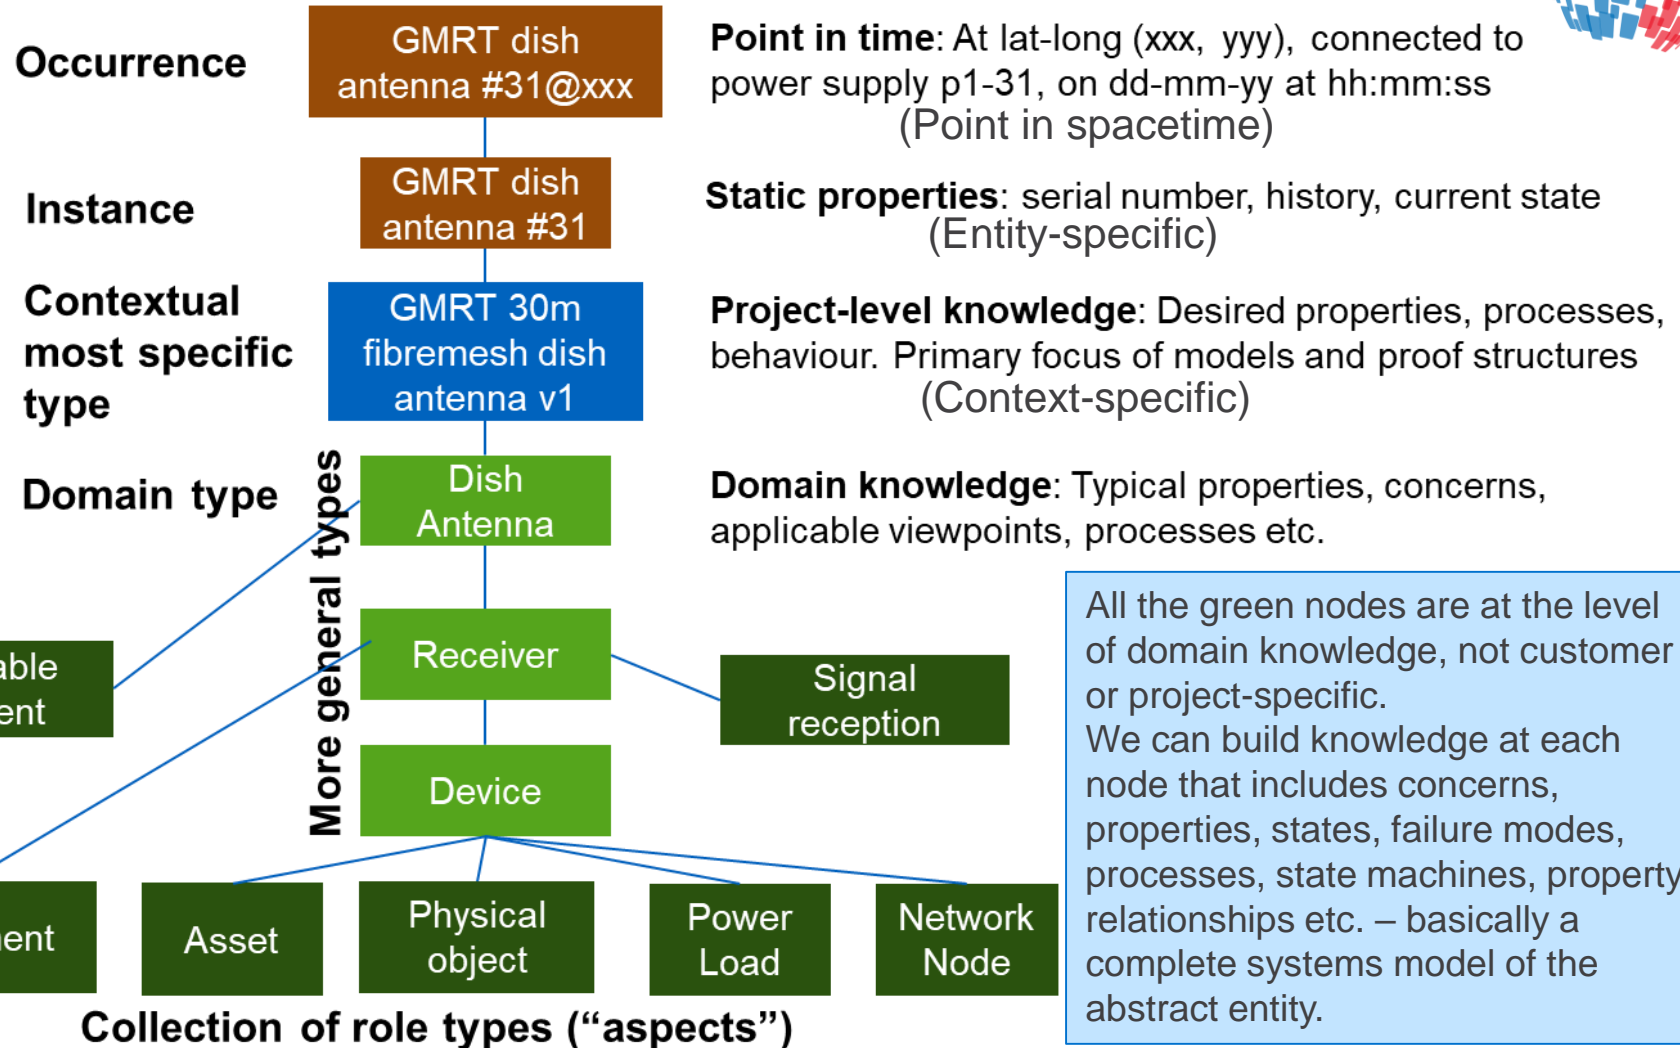 Occurrence
GMRT dish
antenna #31@xxx
Point in time: At lat-long (xxx, yyy), connected to
power supply p1-31, on dd-mm-yy at hh:mm:ss
(Point in spacetime)
Instance
GMRT dish
antenna #31
Static properties: serial number, history, current state
(Entity-specific)
Contextual
most specific
type
GMRT 30m
fibremesh dish
antenna v1
Project-level knowledge: Desired properties, processes,
behaviour. Primary focus of models and proof structures
(Context-specific)
Domain type
More general types
Dish
Antenna
Domain knowledge: Typical properties, concerns,
applicable viewpoints, processes etc.
Receiver
Signal
reception
Device
Asset
Physical
object
Power
Load
Network
Node
Collection of role types (“aspects”)
All the green nodes are at the level
of domain knowledge, not customer
or project-specific.
We can build knowledge at each
node that includes concerns,
properties, states, failure modes,
processes, state machines, property
relationships etc. – basically a
complete systems model of the
abstract entity.